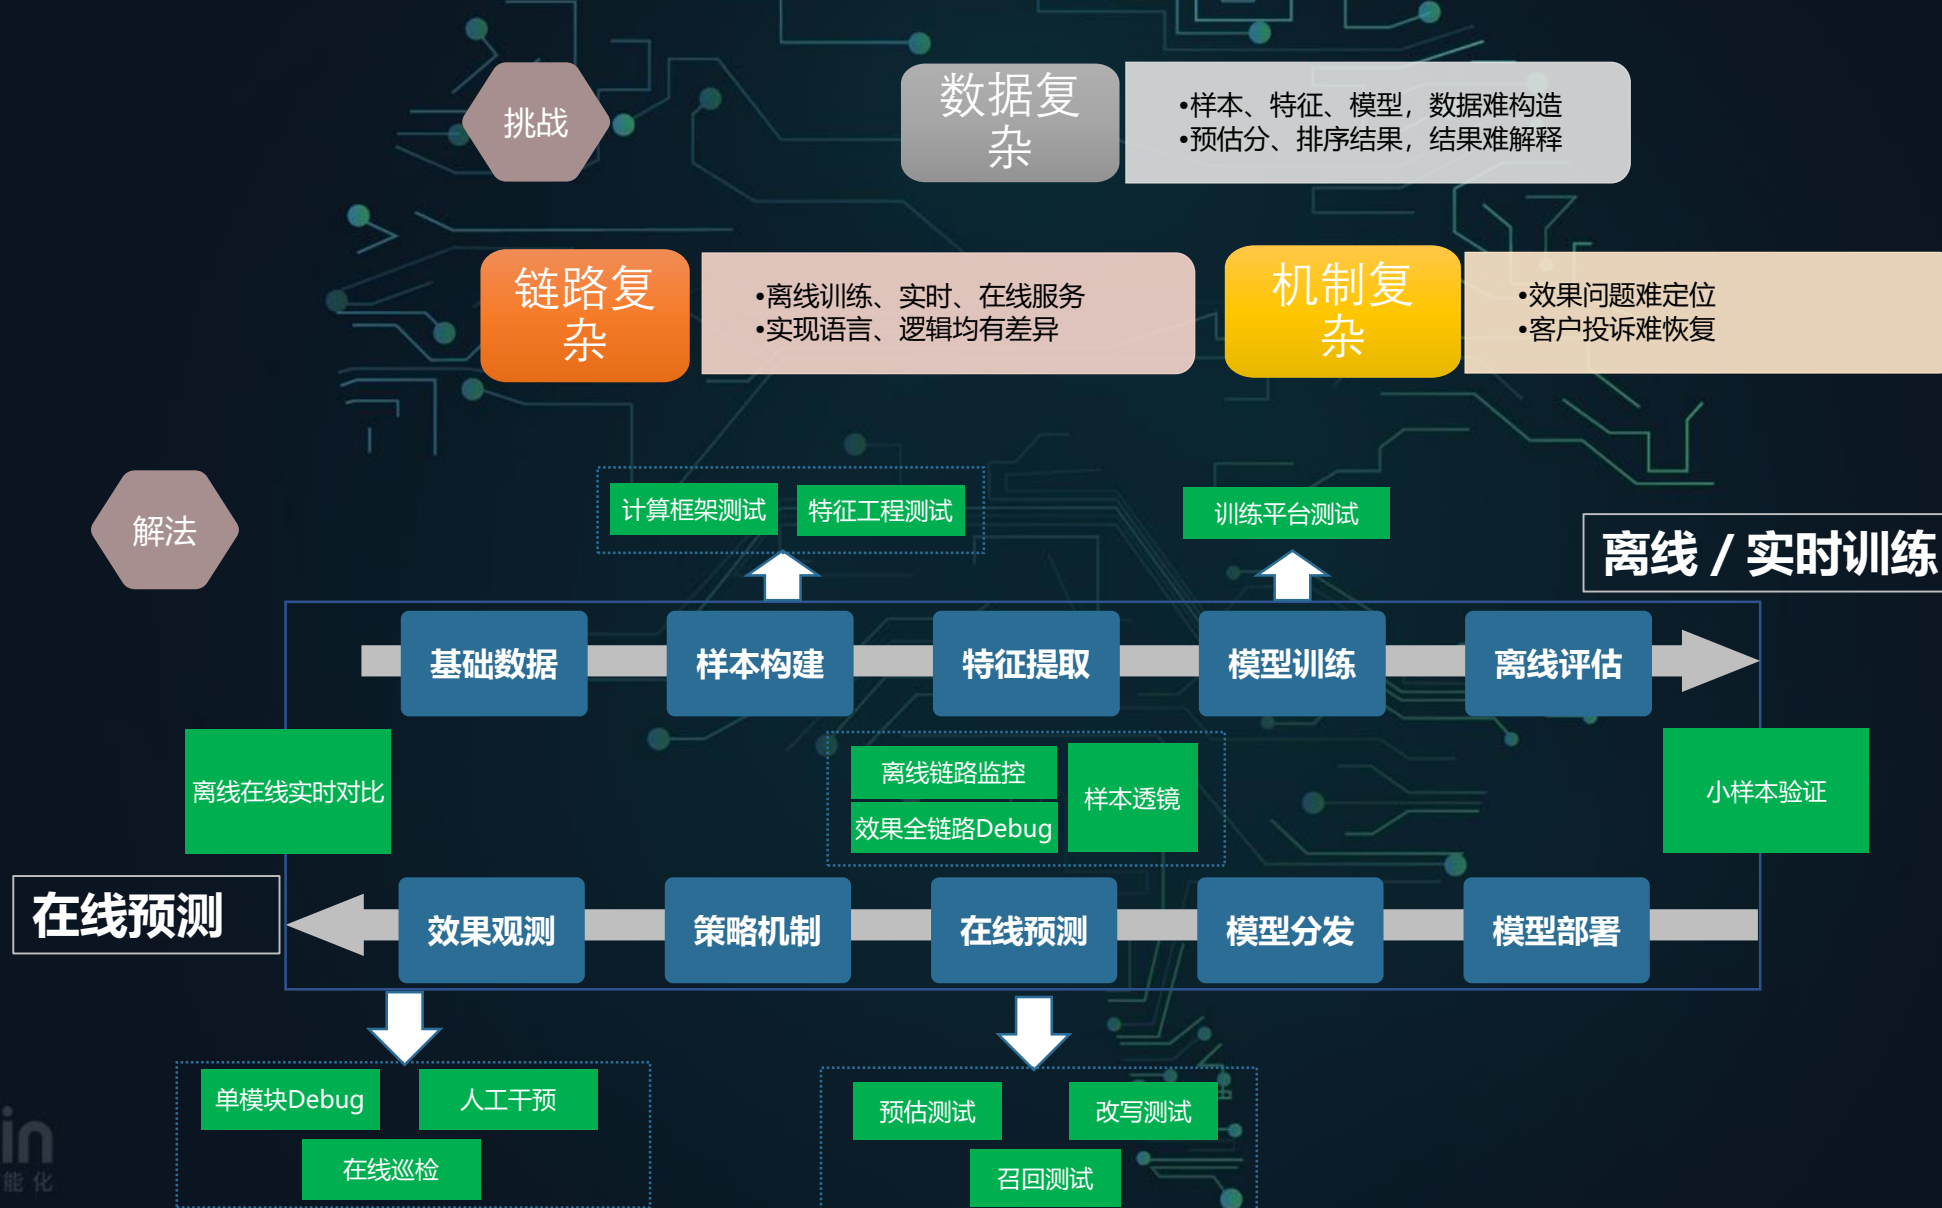 挑战
数据复
杂
•样本、特征、模型，数据难构造
•预估分、排序结果，结果难解释
链路复
杂
•离线训练、实时、在线服务
•实现语言、逻辑均有差异
机制复
杂
•效果问题难定位
•客户投诉难恢复
解法
计算框架测试
特征工程测试
训练平台测试
离线 / 实时训练
基础数据
样本构建
特征提取
模型训练
离线评估
离线在线实时对比
离线链路监控
效果全链路Debug
样本透镜
小样本验证
在线预测
效果观测
策略机制
在线预测
模型分发
模型部署
单模块Debug
人工干预
在线巡检
预估测试
改写测试
召回测试
in
能化